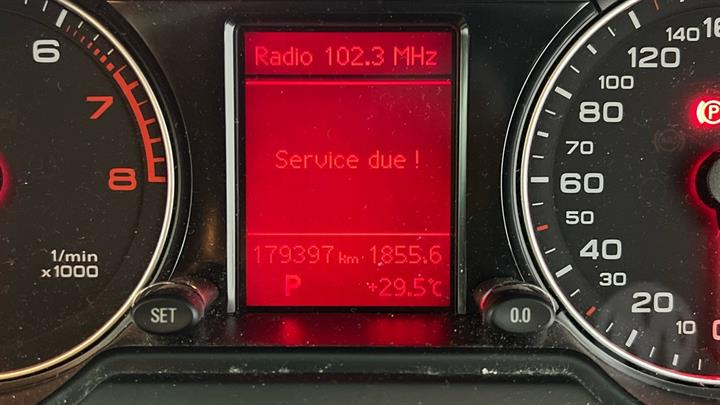 Radio 102.3 MHz
Service due !
179397 km 1855.6
P +29.5°C
6
7
8
1/min
x1000
SET
0.0
140
120
100
80
70
60
50
40
30
20
10
0
(P)